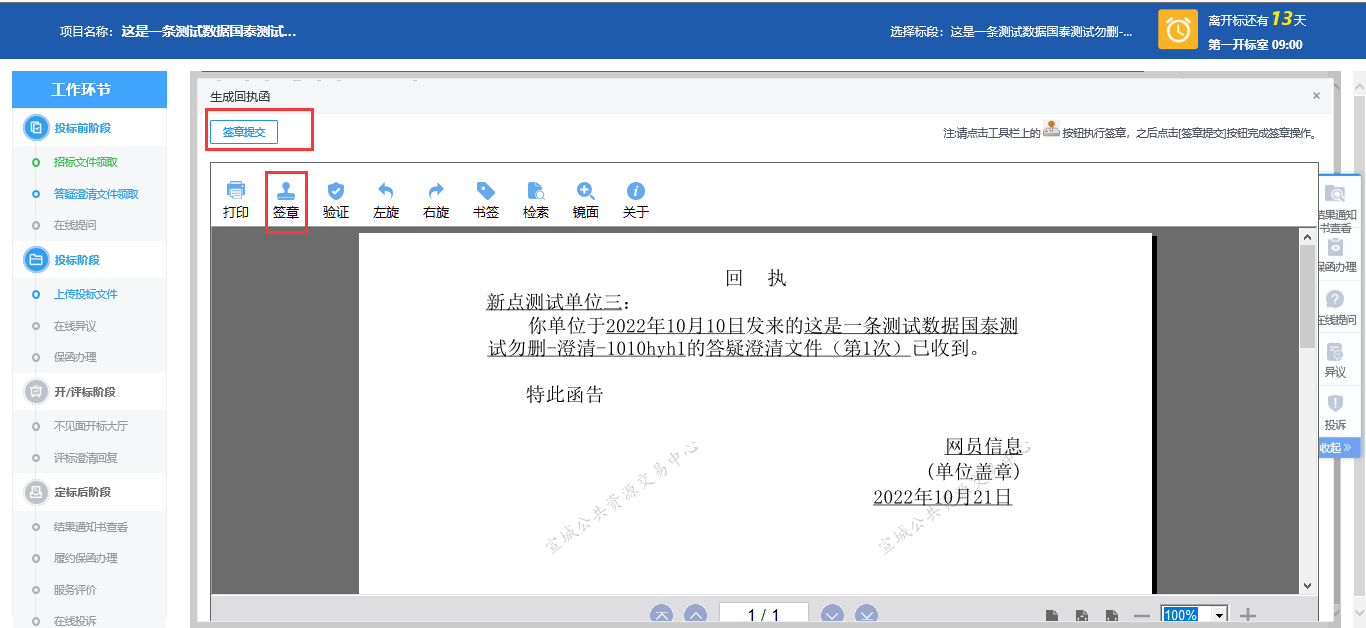 项目名称： 这是一条测试数据国泰测试...
选择标段： 这是一条测试数据国泰测试勿删-...
离开标还有 13天
第一开标室 09:00
工作环节
投标前阶段
招标文件领取
答疑澄清文件领取
在线提问
投标阶段
上传投标文件
在线异议
保函办理
开/评标阶段
不见面开标大厅
评标澄清回复
定标后阶段
结果通知书查看
履约保函办理
服务评价
在线投诉
生成回执函
×
签章提交
注:请点击工具栏上的 按钮执行签章，之后点击[签章提交]按钮完成签章操作。
打印 签章 验证 左旋 右旋 书签 检索 镜面 关于
回 执
新点测试单位三：
你单位于2022年10月10日发来的这是一条测试数据国泰测
试勿删-澄清-1010hyh1的答疑澄清文件（第1次）已收到。
特此函告
网员信息
(单位盖章)
2022年10月21日
宣城公共资源交易中心
宣城公共资源交易中心
1 / 1
100%
结果通知
书查看
保函办理
在线提问
异议
投诉
收起 »